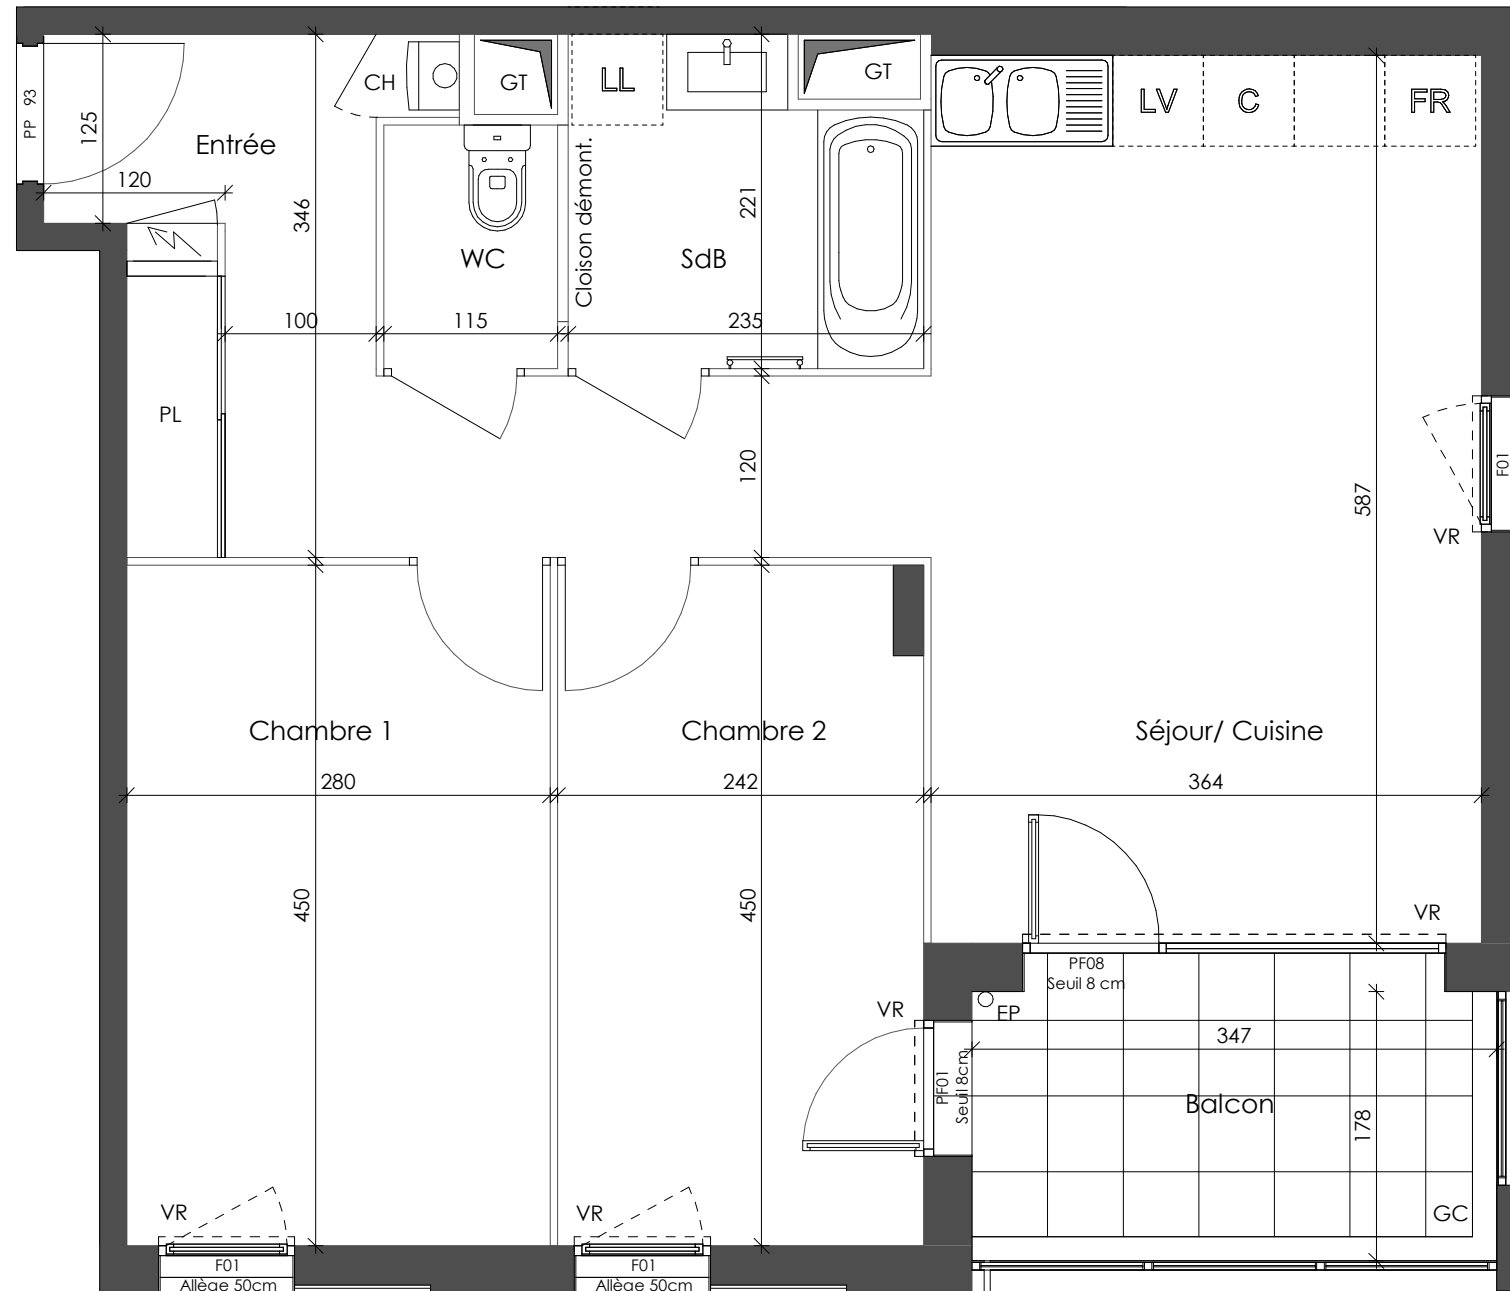 CH
GT
LL
GT
LV
C
FR
PP 93
125
Entrée
120
346
Cloison démont.
221
WC
SdB
100
115
235
PL
120
587
F01
VR
Chambre 1
Chambre 2
Séjour/ Cuisine
280
242
364
450
450
VR
PF08
Seuil 8 cm
VR
EP
347
PF01
Seuil 8cm
Balcon
178
VR
VR
GC
F01
Allège 50cm
F01
Allège 50cm